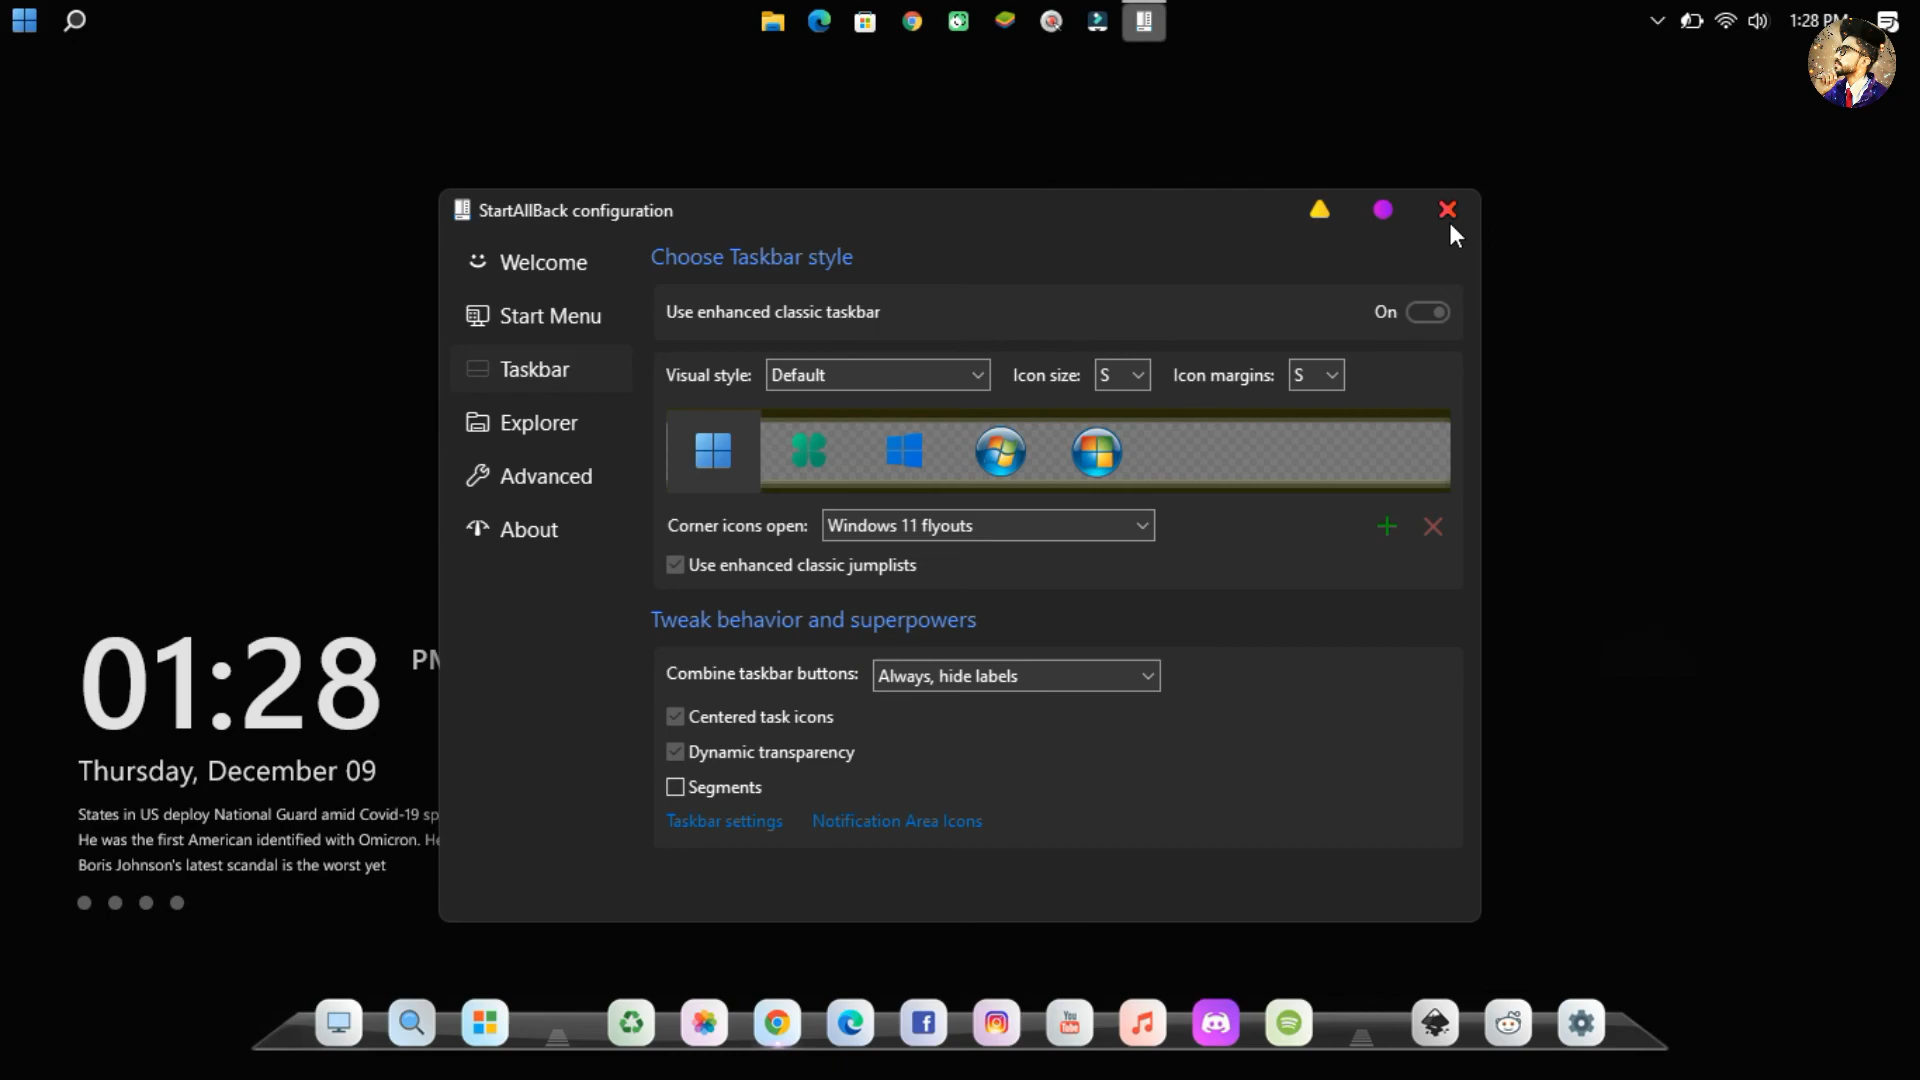 1:28 PM
StartAllBack configuration
Welcome
Start Menu
Taskbar
Explorer
Advanced
About
Choose Taskbar style
Use enhanced classic taskbar
On
Visual style:
Default
Icon size:
S
Icon margins:
S
Corner icons open:
Windows 11 flyouts
Use enhanced classic jumplists
Tweak behavior and superpowers
Combine taskbar buttons:
Always, hide labels
Centered task icons
Dynamic transparency
Segments
Taskbar settings
Notification Area Icons
01:28
PM
Thursday, December 09
States in US deploy National Guard amid Covid-19 sp
He was the first American identified with Omicron. He
Boris Johnson's latest scandal is the worst yet
You
Tube